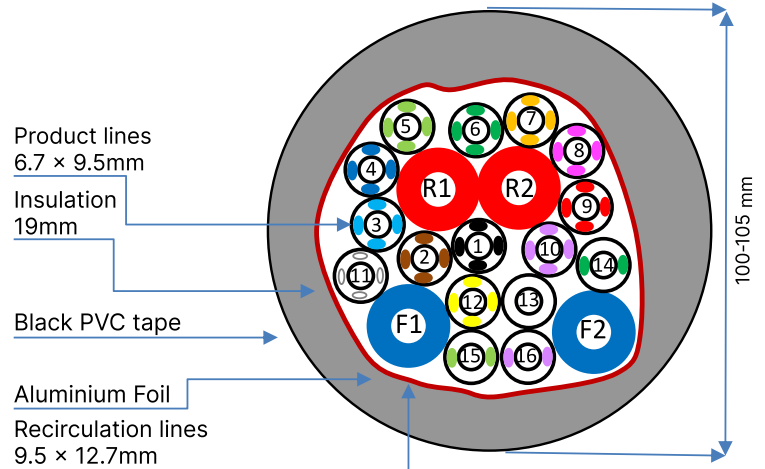 Product lines
6.7 × 9.5mm
Insulation
19mm
Black PVC tape
Aluminium Foil
Recirculation lines
9.5 × 12.7mm
5
6
7
8
4
R1
R2
9
3
1
10
2
14
11
12
13
F1
F2
15
16
100-105 mm